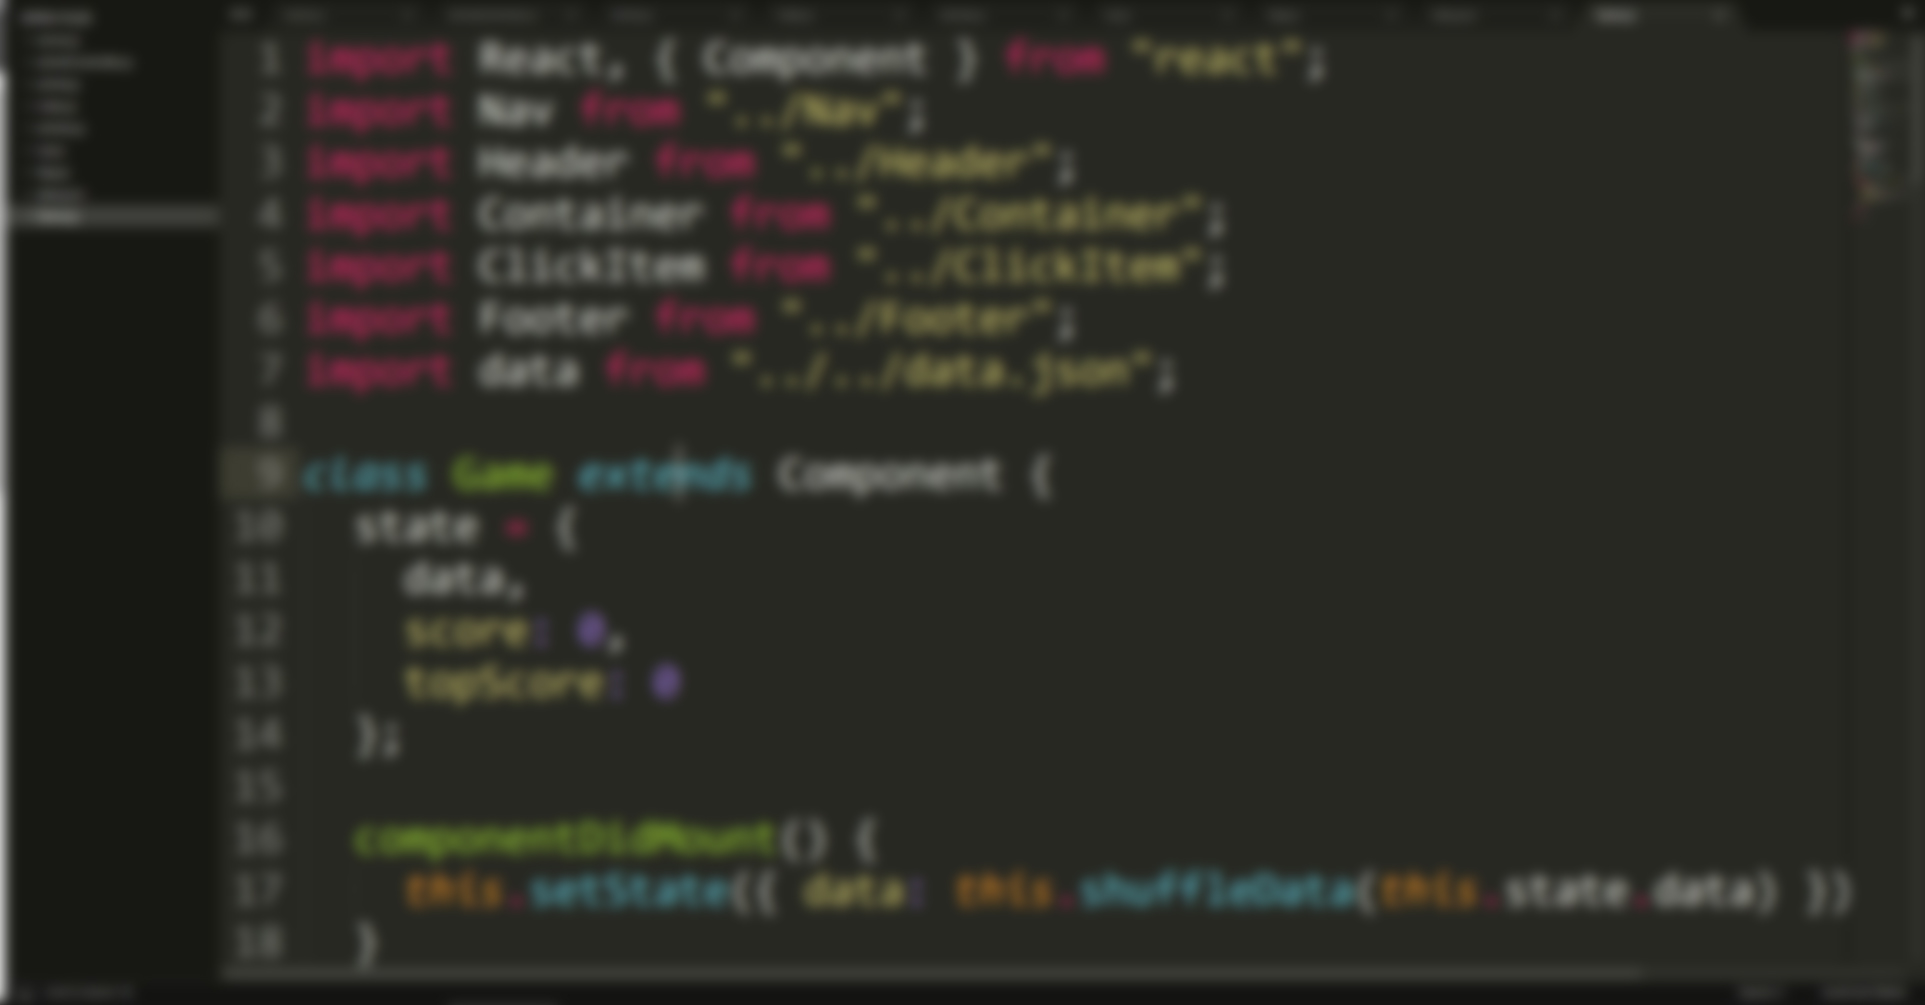 1 import React, { Component } from "react";
2 import Nav from "../Nav";
3 import Header from "../Header";
4 import Container from "../Container";
5 import ClickItem from "../ClickItem";
6 import Footer from "../Footer";
7 import data from "../../data.json";
8
9 class Game extends Component {
10 state = {
11 data,
12 score: 0,
13 topScore: 0
14 };
15
16 componentDidMount() {
17 this.setState({ data: this.shuffleData(this.state.data) })
18 }